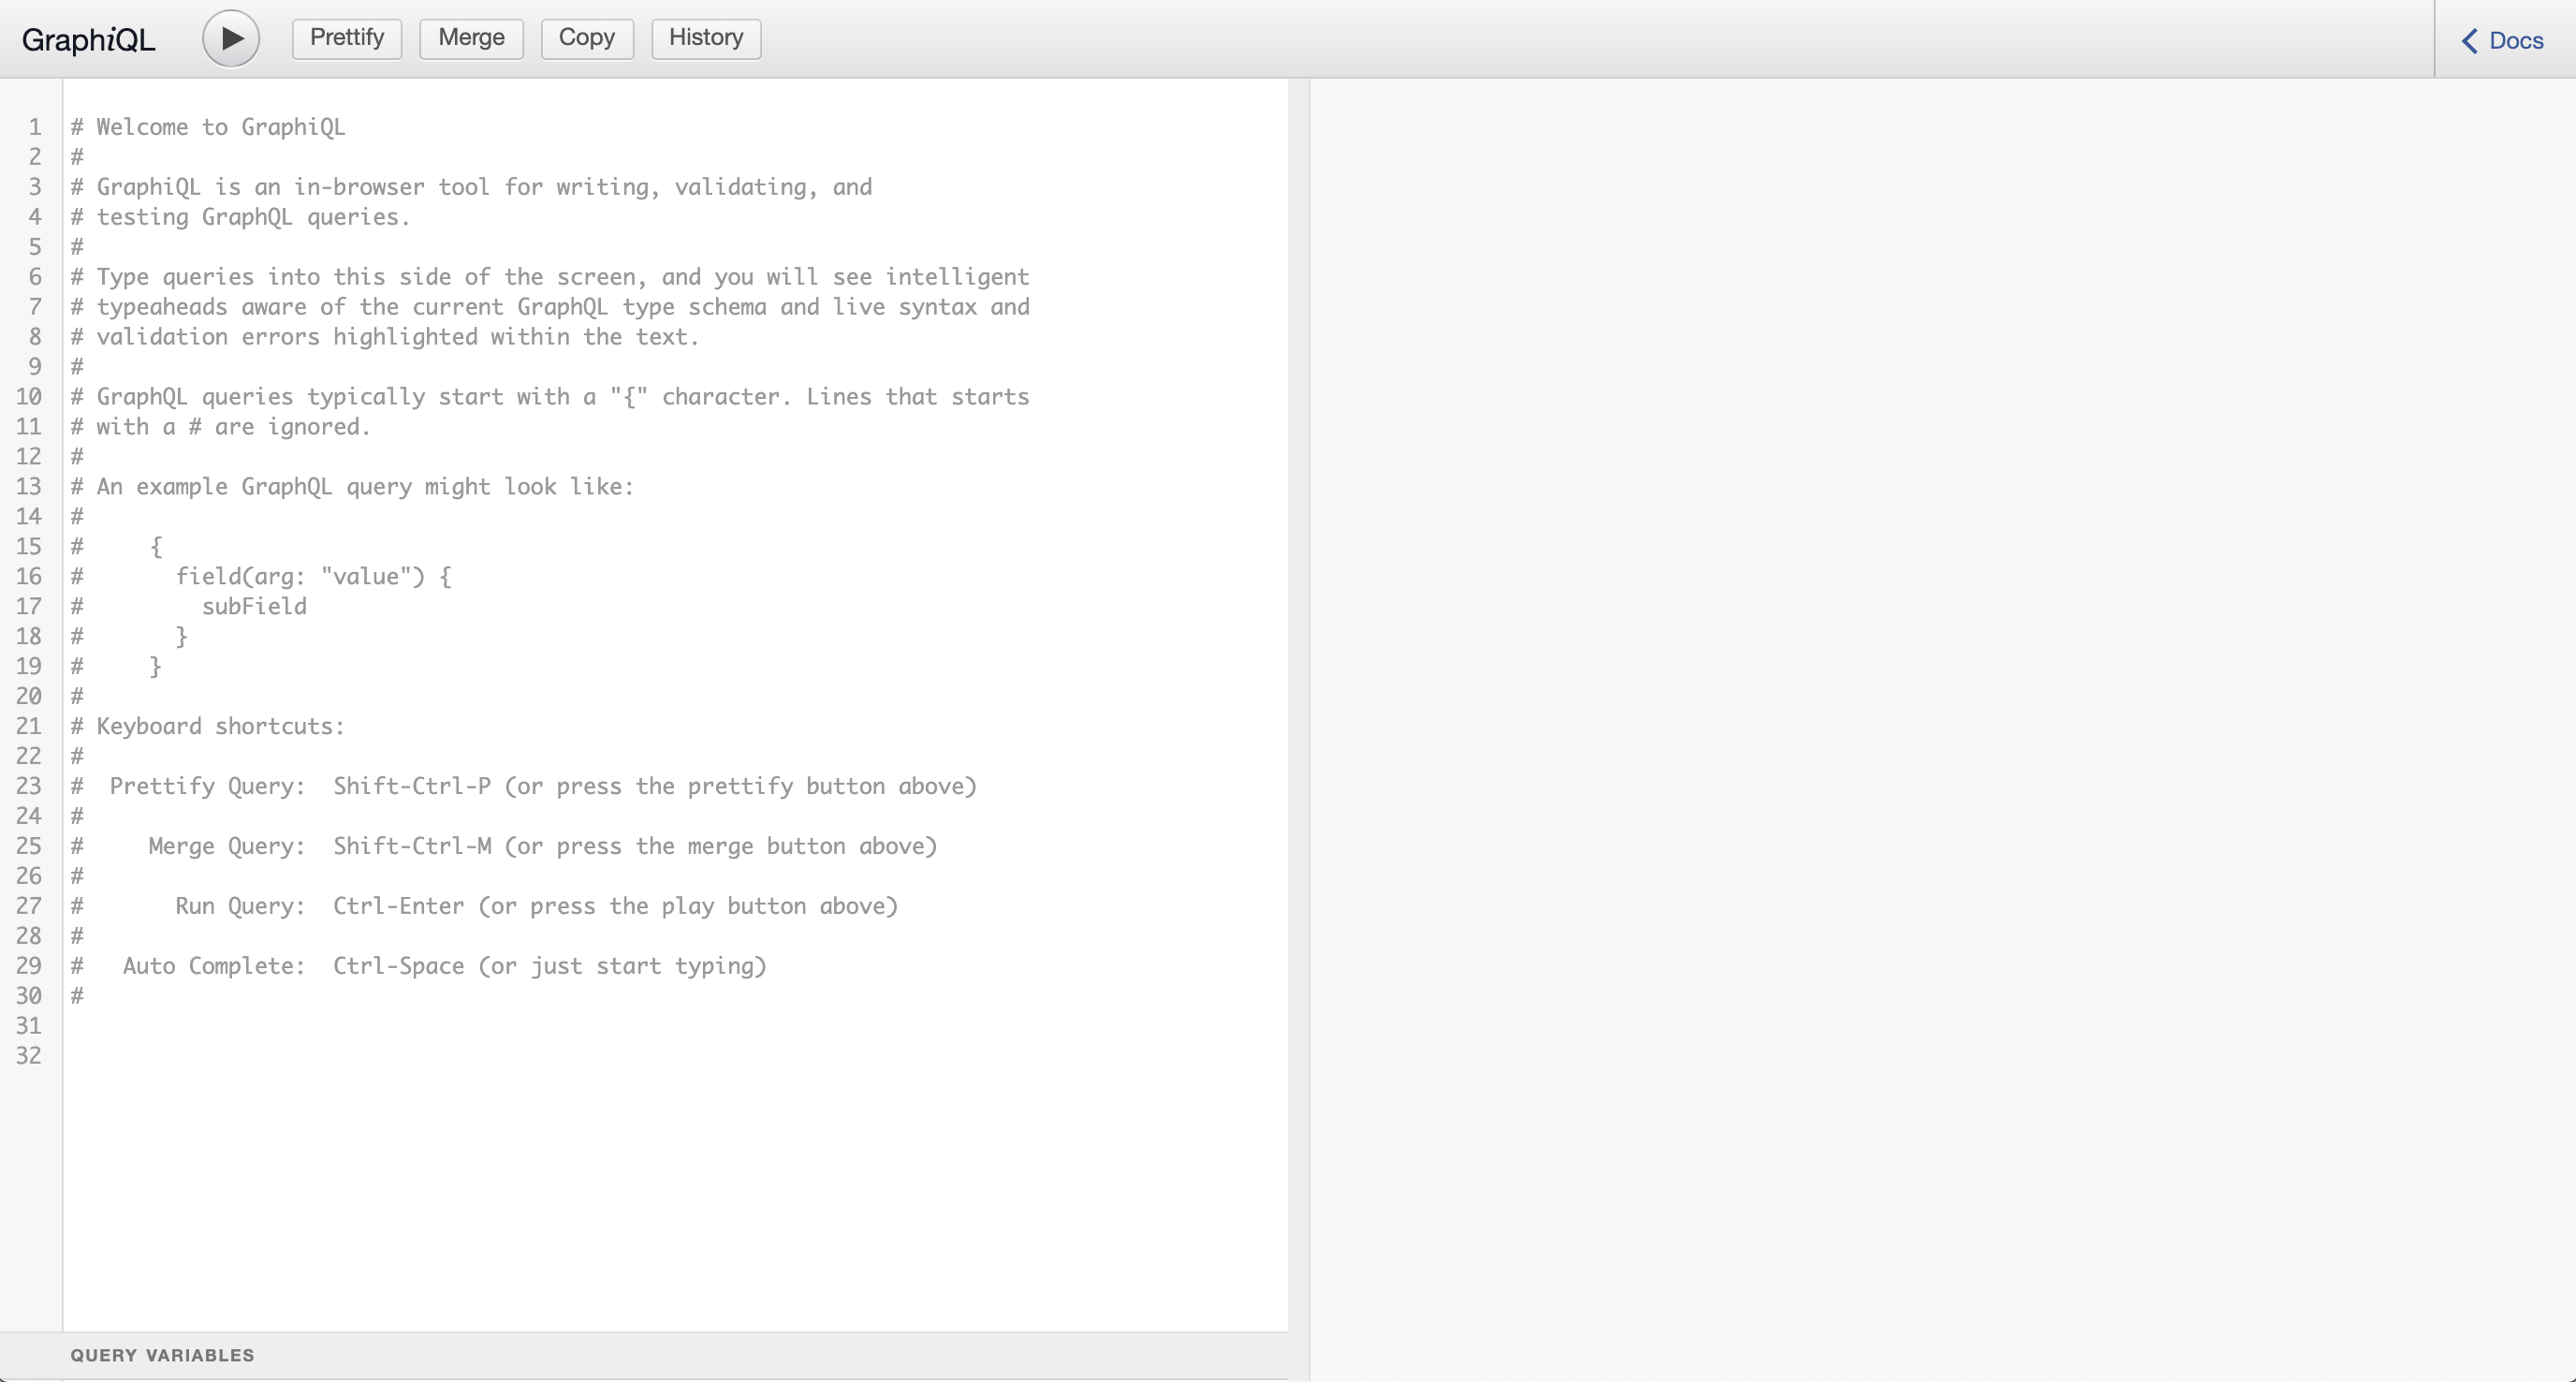 GraphiQL
Prettify
Merge
Copy
History
Docs
1 # Welcome to GraphiQL
2 #
3 # GraphiQL is an in-browser tool for writing, validating, and
4 # testing GraphQL queries.
5 #
6 # Type queries into this side of the screen, and you will see intelligent
7 # typeaheads aware of the current GraphQL type schema and live syntax and
8 # validation errors highlighted within the text.
9 #
10 # GraphQL queries typically start with a "{" character. Lines that starts
11 # with a # are ignored.
12 #
13 # An example GraphQL query might look like:
14 #
15 #     {
16 #       field(arg: "value") {
17 #         subField
18 #       }
19 #     }
20 #
21 # Keyboard shortcuts:
22 #
23 #  Prettify Query:  Shift-Ctrl-P (or press the prettify button above)
24 #
25 #     Merge Query:  Shift-Ctrl-M (or press the merge button above)
26 #
27 #       Run Query:  Ctrl-Enter (or press the play button above)
28 #
29 #   Auto Complete:  Ctrl-Space (or just start typing)
30 #
31
32
QUERY VARIABLES